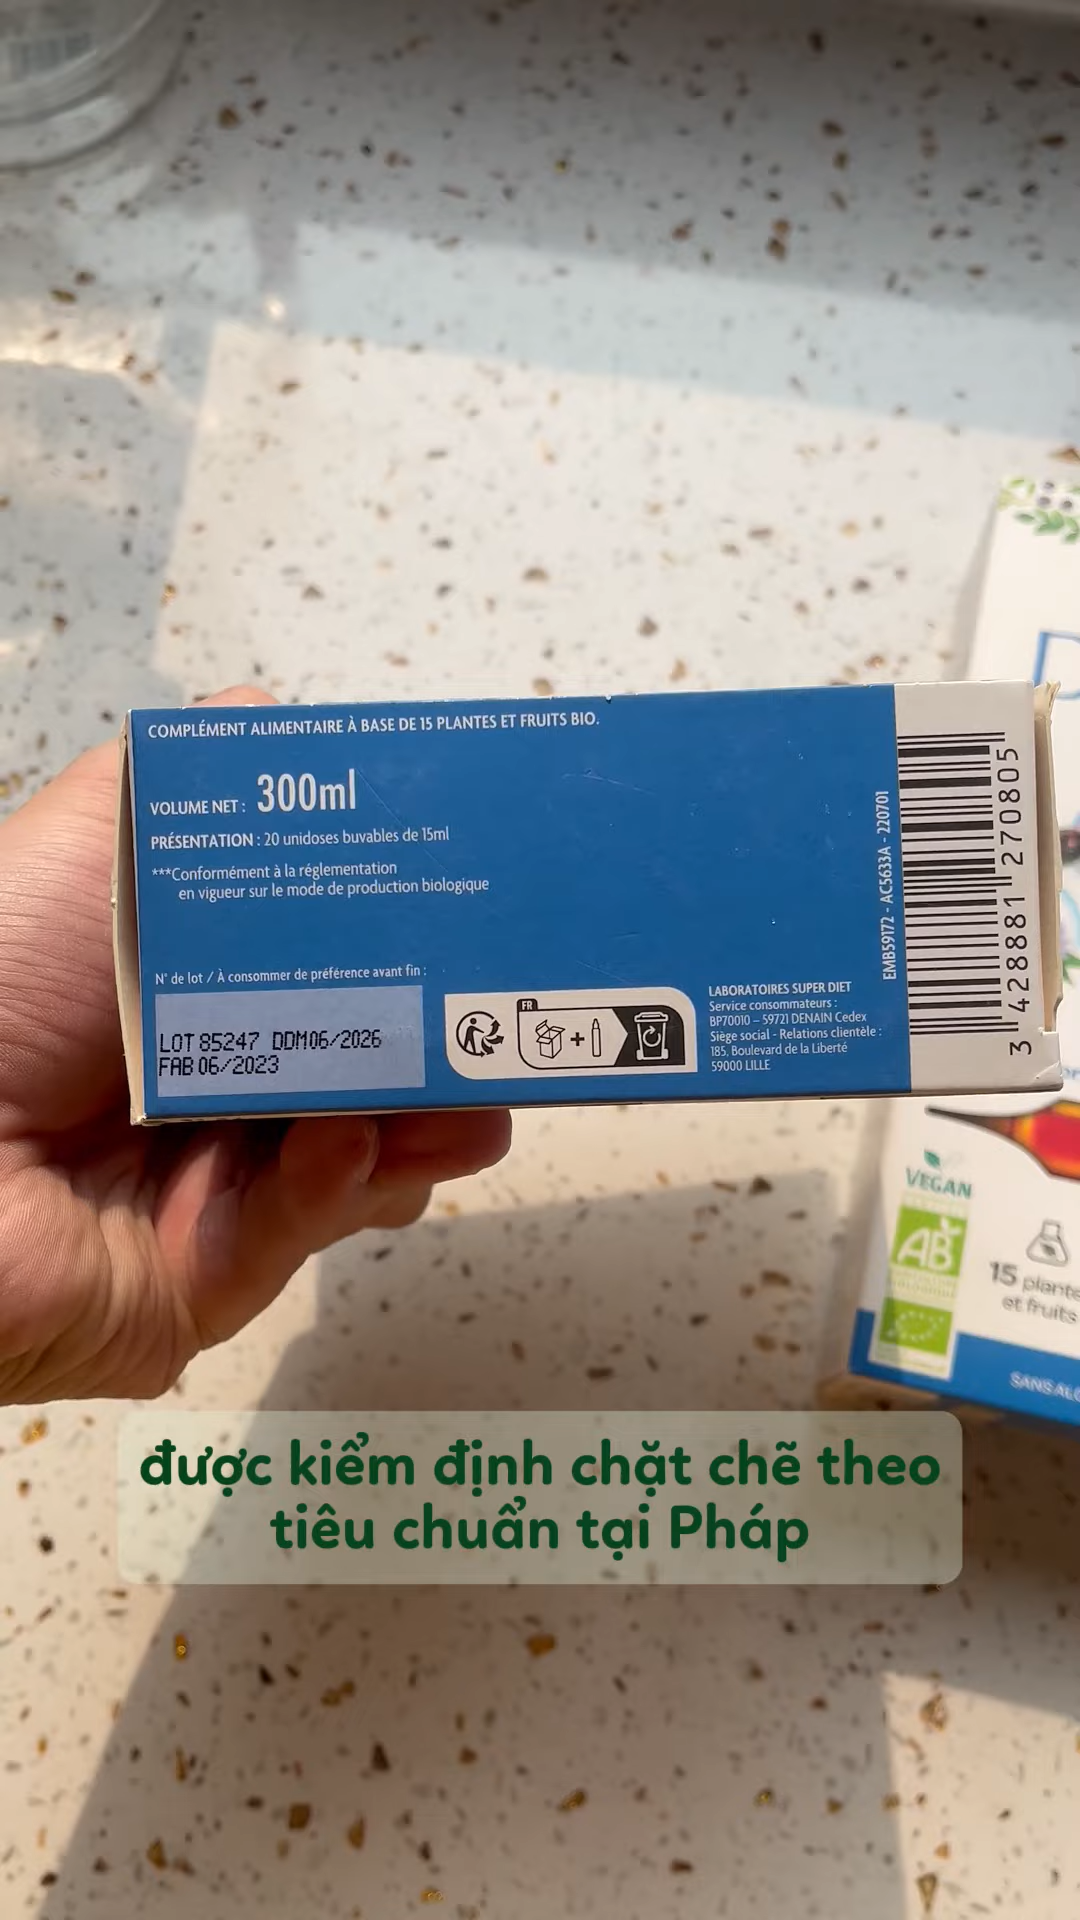 COMPLÉMENT ALIMENTAIRE À BASE DE 15 PLANTES ET FRUITS BIO.
VOLUME NET : 300ml
PRÉSENTATION : 20 unidoses buvables de 15ml
***Conformément à la réglementation
en vigueur sur le mode de production biologique
N° de lot / À consommer de préférence avant fin :
LOT 85247 DDM06/2026
FAB 06/2023
FR
LABORATOIRES SUPER DIET
Service consommateurs :
BP70010 – 59721 DENAIN Cedex
Siège social - Relations clientèle :
185, Boulevard de la Liberté
59000 LILLE
EMB59172 - AC5633A - 220701
3 428881 270805
VEGAN
AB
15 plante
et fruits
SANS ALC
được kiểm định chặt chẽ theo
tiêu chuẩn tại Pháp